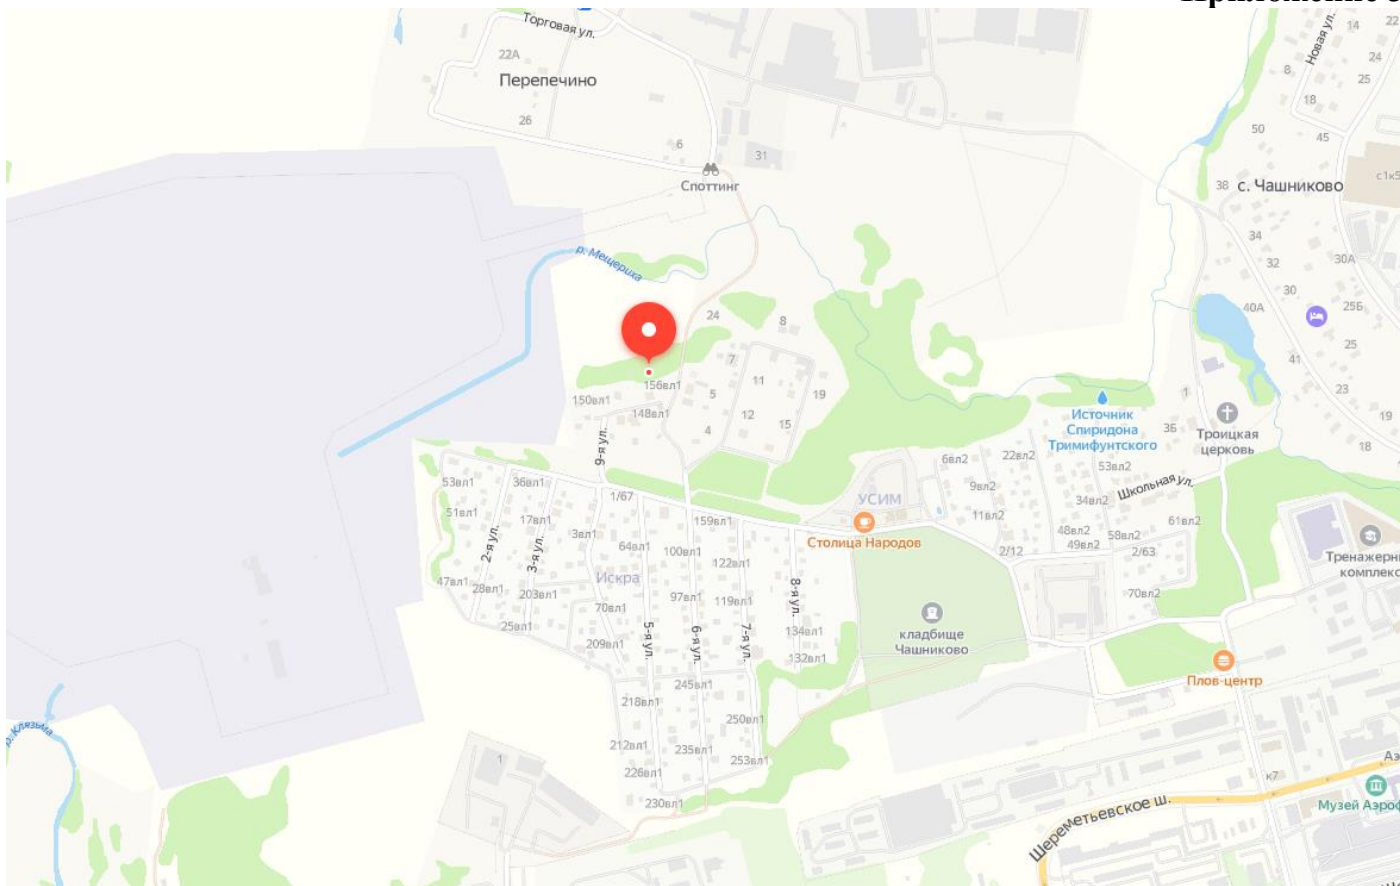 Торговая ул.
22А
Перепечино
26
6
31
Споттинг
р. Мещериха
Новая ул.
14
22
24
8
25
18
50
45
38
с. Чашниково
с1к5
34
32
30А
30
40А
25Б
25
41
23
19
18
24
8
7
156вл1
11
5
19
150вл1
148вл1
12
15
4
9-я ул.
1
Источник
Спиридона
Тримифунтского
3Б
Троицкая
церковь
6вл2
22вл2
53вл2
Школьная ул.
9вл2
34вл2
11вл2
61вл2
48вл2
58вл2
49вл2
2/12
2/63
70вл2
УСИМ
Столица Народов
53вл1
36вл1
1/67
51вл1
17вл1
159вл1
3вл1
2-я ул.
3-я ул.
64вл1
100вл1
122вл1
Искра
47вл1
28вл1
203вл1
97вл1
119вл1
8-я ул.
70вл1
25вл1
209вл1
5-я ул.
6-я ул.
7-я ул.
134вл1
132вл1
кладбище
Чашниково
Тренажерн
комплекс
Плов-центр
245вл1
218вл1
250вл1
212вл1
235вл1
253вл1
226вл1
230вл1
1
р. Клязьма
к7
Шереметьевское ш.
Музей Аэроф